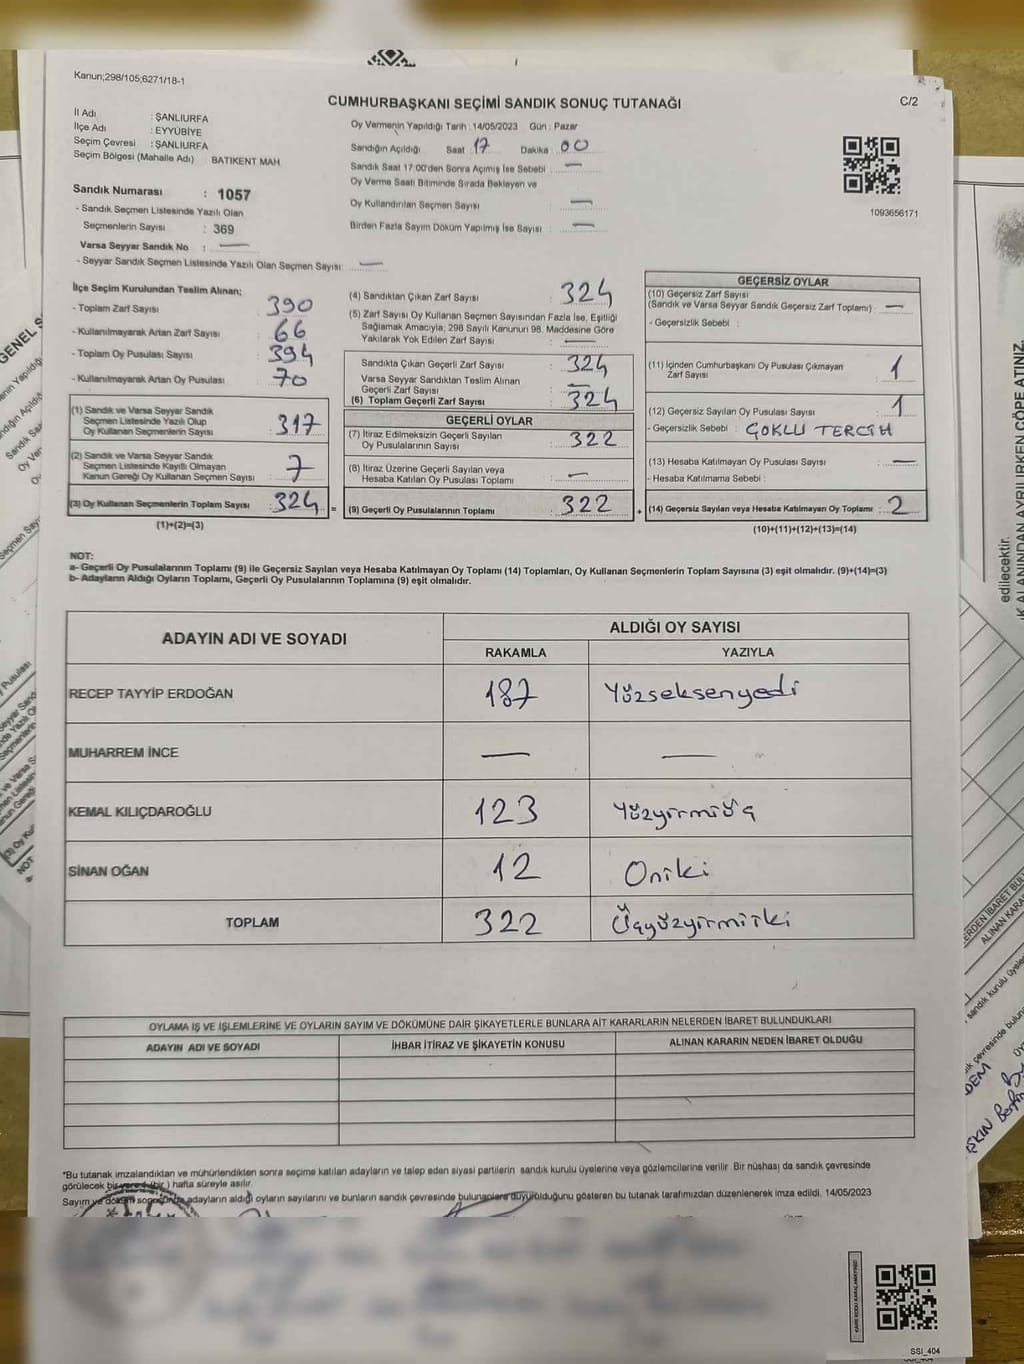 Kanun;298/105;6271/18-1
CUMHURBAŞKANI SEÇİMİ SANDIK SONUÇ TUTANAĞI
C/2
İl Adı : ŞANLIURFA
İlçe Adı : EYYÜBİYE
Seçim Çevresi : ŞANLIURFA
Seçim Bölgesi (Mahalle Adı) : BATIKENT MAH
Sandık Numarası : 1057
- Sandık Seçmen Listesinde Yazılı Olan
Seçmenlerin Sayısı : 369
Varsa Seyyar Sandık No : —
- Seyyar Sandık Seçmen Listesinde Yazılı Olan Seçmen Sayısı: —
Oy Vermenin Yapıldığı Tarih :14/05/2023 Gün : Pazar
Sandığın Açıldığı Saat : 17 Dakika : 00
Sandık Saat 17:00'den Sonra Açımış İse Sebebi : —
Oy Verme Saati Bitiminde Sırada Bekleyen ve
Oy Kullandırılan Seçmen Sayısı : —
Birden Fazla Sayım Döküm Yapılmış İse Sayısı : —
1093656171
İlçe Seçim Kurulundan Teslim Alınan;
- Toplam Zarf Sayısı : 390
- Kullanılmayarak Artan Zarf Sayısı : 66
- Toplam Oy Pusulası Sayısı : 394
- Kullanılmayarak Artan Oy Pusulası : 70
(1) Sandık ve Varsa Seyyar Sandık
Seçmen Listesinde Yazılı Olup
Oy Kullanan Seçmenlerin Sayısı : 317
(2) Sandık ve Varsa Seyyar Sandık
Seçmen Listesinde Kayıtlı Olmayan
Kanun Gereği Oy Kullanan Seçmen Sayısı : 7
(3) Oy Kullanan Seçmenlerin Toplam Sayısı : 324 =
(1)+(2)=(3)
(4) Sandıktan Çıkan Zarf Sayısı : 324
(5) Zarf Sayısı Oy Kullanan Seçmen Sayısından Fazla İse, Eşitliği
Sağlamak Amacıyla; 298 Sayılı Kanunun 98. Maddesine Göre
Yakılarak Yok Edilen Zarf Sayısı : —
Sandıkta Çıkan Geçerli Zarf Sayısı : 324
Varsa Seyyar Sandıktan Teslim Alınan
Geçerli Zarf Sayısı : —
(6) Toplam Geçerli Zarf Sayısı : 324
GEÇERLİ OYLAR
(7) İtiraz Edilmeksizin Geçerli Sayılan
Oy Pusulalarının Sayısı : 322
(8) İtiraz Üzerine Geçerli Sayılan veya
Hesaba Katılan Oy Pusulası Toplamı : —
(9) Geçerli Oy Pusulalarının Toplamı : 322 +
GEÇERSİZ OYLAR
(10) Geçersiz Zarf Sayısı
(Sandık ve Varsa Seyyar Sandık Geçersiz Zarf Toplamı) : —
- Geçersizlik Sebebi :
(11) İçinden Cumhurbaşkanı Oy Pusulası Çıkmayan
Zarf Sayısı : 1
(12) Geçersiz Sayılan Oy Pusulası Sayısı : 1
- Geçersizlik Sebebi : ÇOKLU TERCİH
(13) Hesaba Katılmayan Oy Pusulası Sayısı : —
- Hesaba Katılmama Sebebi :
(14) Geçersiz Sayılan veya Hesaba Katılmayan Oy Toplamı : 2
(10)+(11)+(12)+(13)=(14)
NOT:
a- Geçerli Oy Pusulalarının Toplamı (9) ile Geçersiz Sayılan veya Hesaba Katılmayan Oy Toplamı (14) Toplamları, Oy Kullanan Seçmenlerin Toplam Sayısına (3) eşit olmalıdır. (9)+(14)=(3)
b- Adayların Aldığı Oyların Toplamı, Geçerli Oy Pusulalarının Toplamına (9) eşit olmalıdır.
ADAYIN ADI VE SOYADI
ALDIĞI OY SAYISI
RAKAMLA YAZIYLA
RECEP TAYYİP ERDOĞAN 187 Yüzseksenyedi
MUHARREM İNCE — —
KEMAL KILIÇDAROĞLU 123 Yüzyirmiüç
SİNAN OĞAN 12 Oniki
TOPLAM 322 Üçyüzyirmiiki
OYLAMA İŞ VE İŞLEMLERİNE VE OYLARIN SAYIM VE DÖKÜMÜNE DAİR ŞİKAYETLERLE BUNLARA AİT KARARLARIN NELERDEN İBARET BULUNDUKLARI
ADAYIN ADI VE SOYADI İHBAR İTİRAZ VE ŞİKAYETİN KONUSU ALINAN KARARIN NEDEN İBARET OLDUĞU
*Bu tutanak imzalandıktan ve mühürlendikten sonra seçime katılan adayların ve talep eden siyasi partilerin sandık kurulu üyelerine veya gözlemcilerine verilir. Bir nüshası da sandık çevresinde
görülecek bir yere 1 (bir ) hafta süreyle asılır.
Sayım ve döküm sonucunda adayların aldığı oyların sayılarını ve bunların sandık çevresinde bulunanlara duyurulduğunu gösteren bu tutanak tarafımızdan düzenlenerek imza edildi. 14/05/2023
KARE KODU KARALAMAYINIZ!
SSI_404
GENEL S
edilecektir.
K ALANINDAN AYRILIRKEN ÇÖPE ATINIZ.